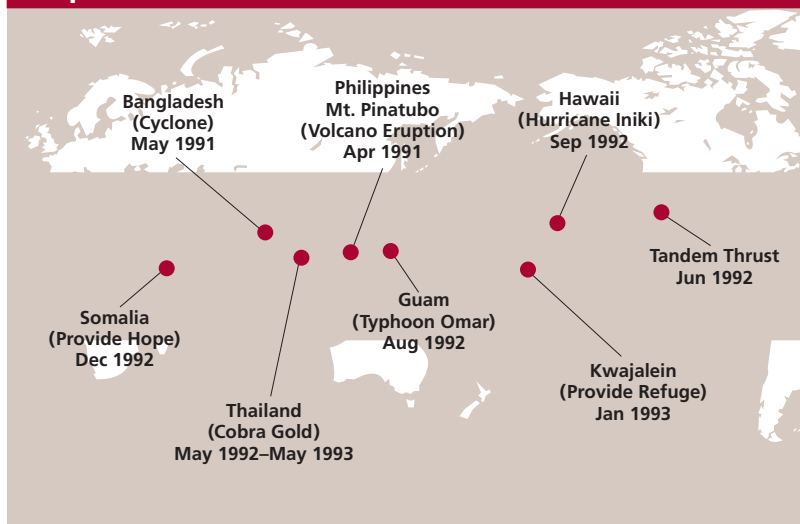 Bangladesh
(Cyclone)
May 1991
Philippines
Mt. Pinatubo
(Volcano Eruption)
Apr 1991
Hawaii
(Hurricane Iniki)
Sep 1992
Tandem Thrust
Jun 1992
Somalia
(Provide Hope)
Dec 1992
Guam
(Typhoon Omar)
Aug 1992
Kwajalein
(Provide Refuge)
Jan 1993
Thailand
(Cobra Gold)
May 1992–May 1993